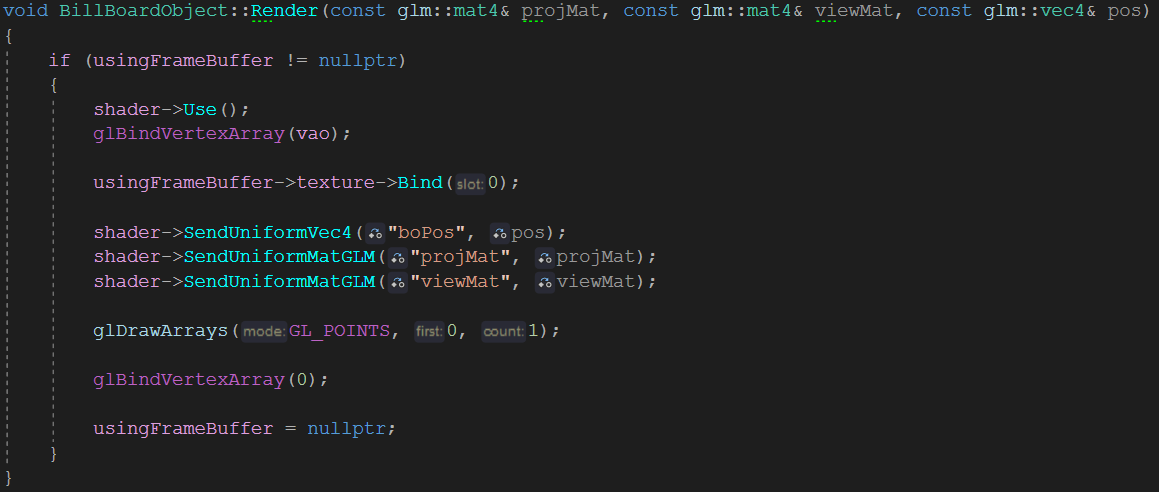 void BillBoardObject::Render(const glm::mat4& projMat, const glm::mat4& viewMat, const glm::vec4& pos)
{
    if (usingFrameBuffer != nullptr)
    {
        shader->Use();
        glBindVertexArray(vao);

        usingFrameBuffer->texture->Bind(slot:0);

        shader->SendUniformVec4("boPos", pos);
        shader->SendUniformMatGLM("projMat", projMat);
        shader->SendUniformMatGLM("viewMat", viewMat);

        glDrawArrays(mode:GL_POINTS, first:0, count:1);

        glBindVertexArray(0);

        usingFrameBuffer = nullptr;
    }
}